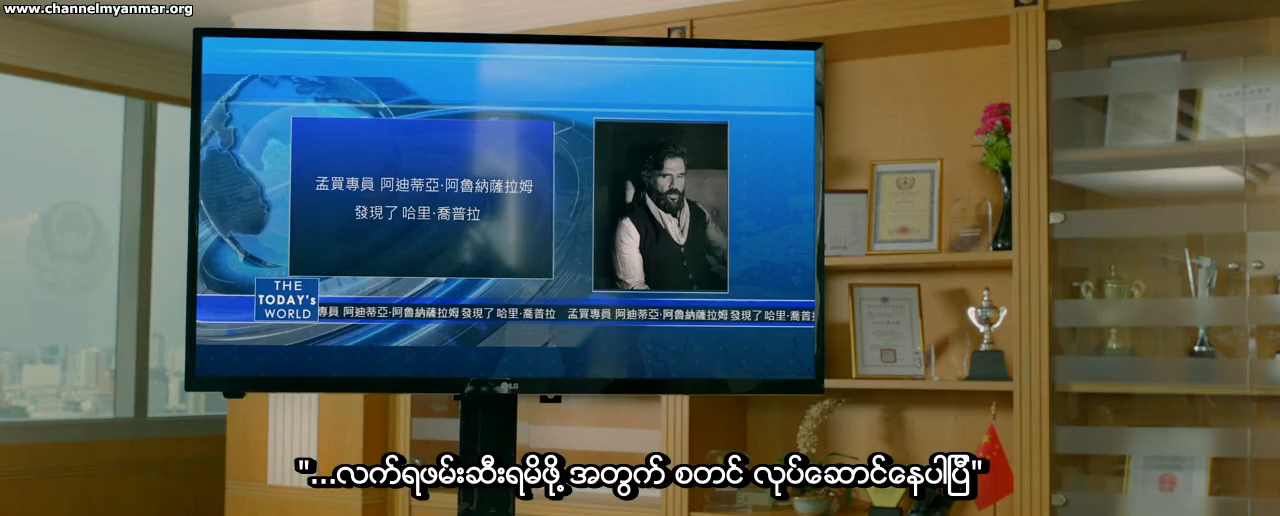 www.channelmyanmar.org
孟買專員 阿迪蒂亞·阿魯納薩拉姆
發現了 哈里·喬普拉
THE
TODAY's
WORLD
專員 阿迪蒂亞·阿魯納薩拉姆 發現了 哈里·喬普拉 孟買專員 阿迪蒂亞·阿魯納薩拉姆 發現了 哈里·喬普拉
LG
"...လက်ရဖမ်းဆီးရမိဖို့ အတွက် စတင် လုပ်ဆောင်နေပါပြီ"